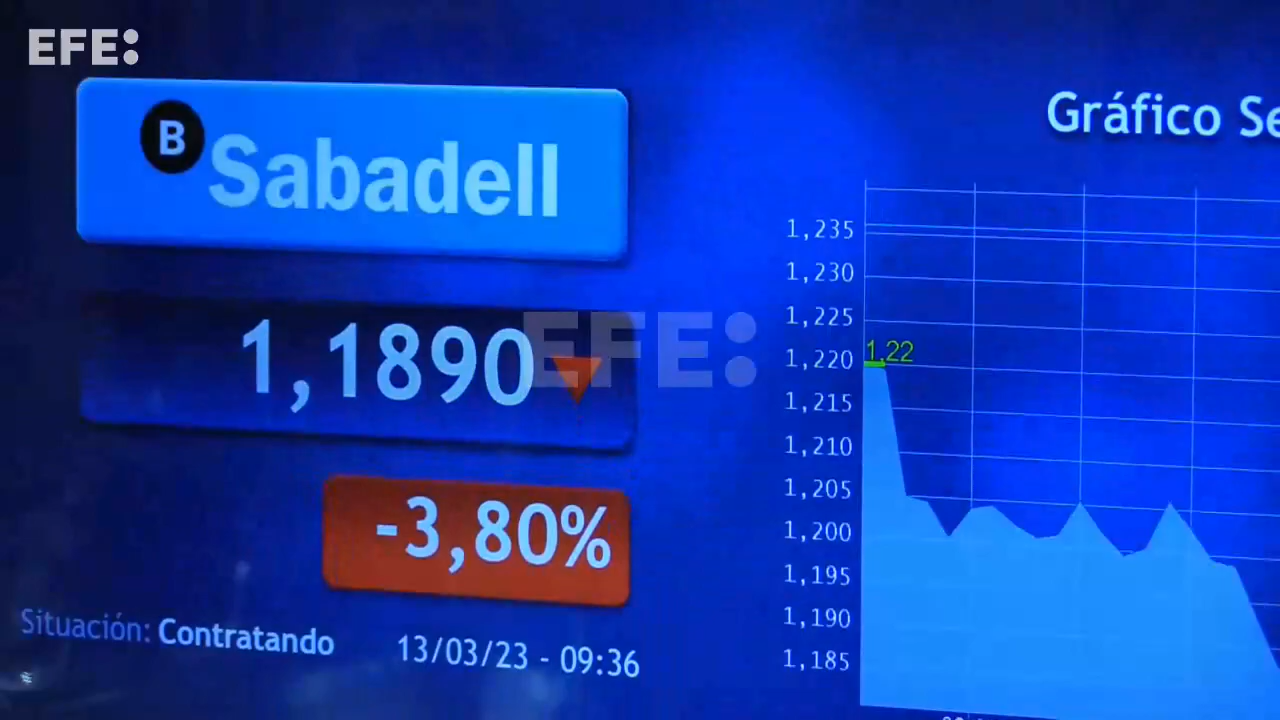 EFE:
B Sabadell
1,1890
-3,80%
Situación: Contratando
13/03/23 - 09:36
EFE:
Gráfico
1,235
1,230
1,225
1,220
1,22
1,215
1,210
1,205
1,200
1,195
1,190
1,185